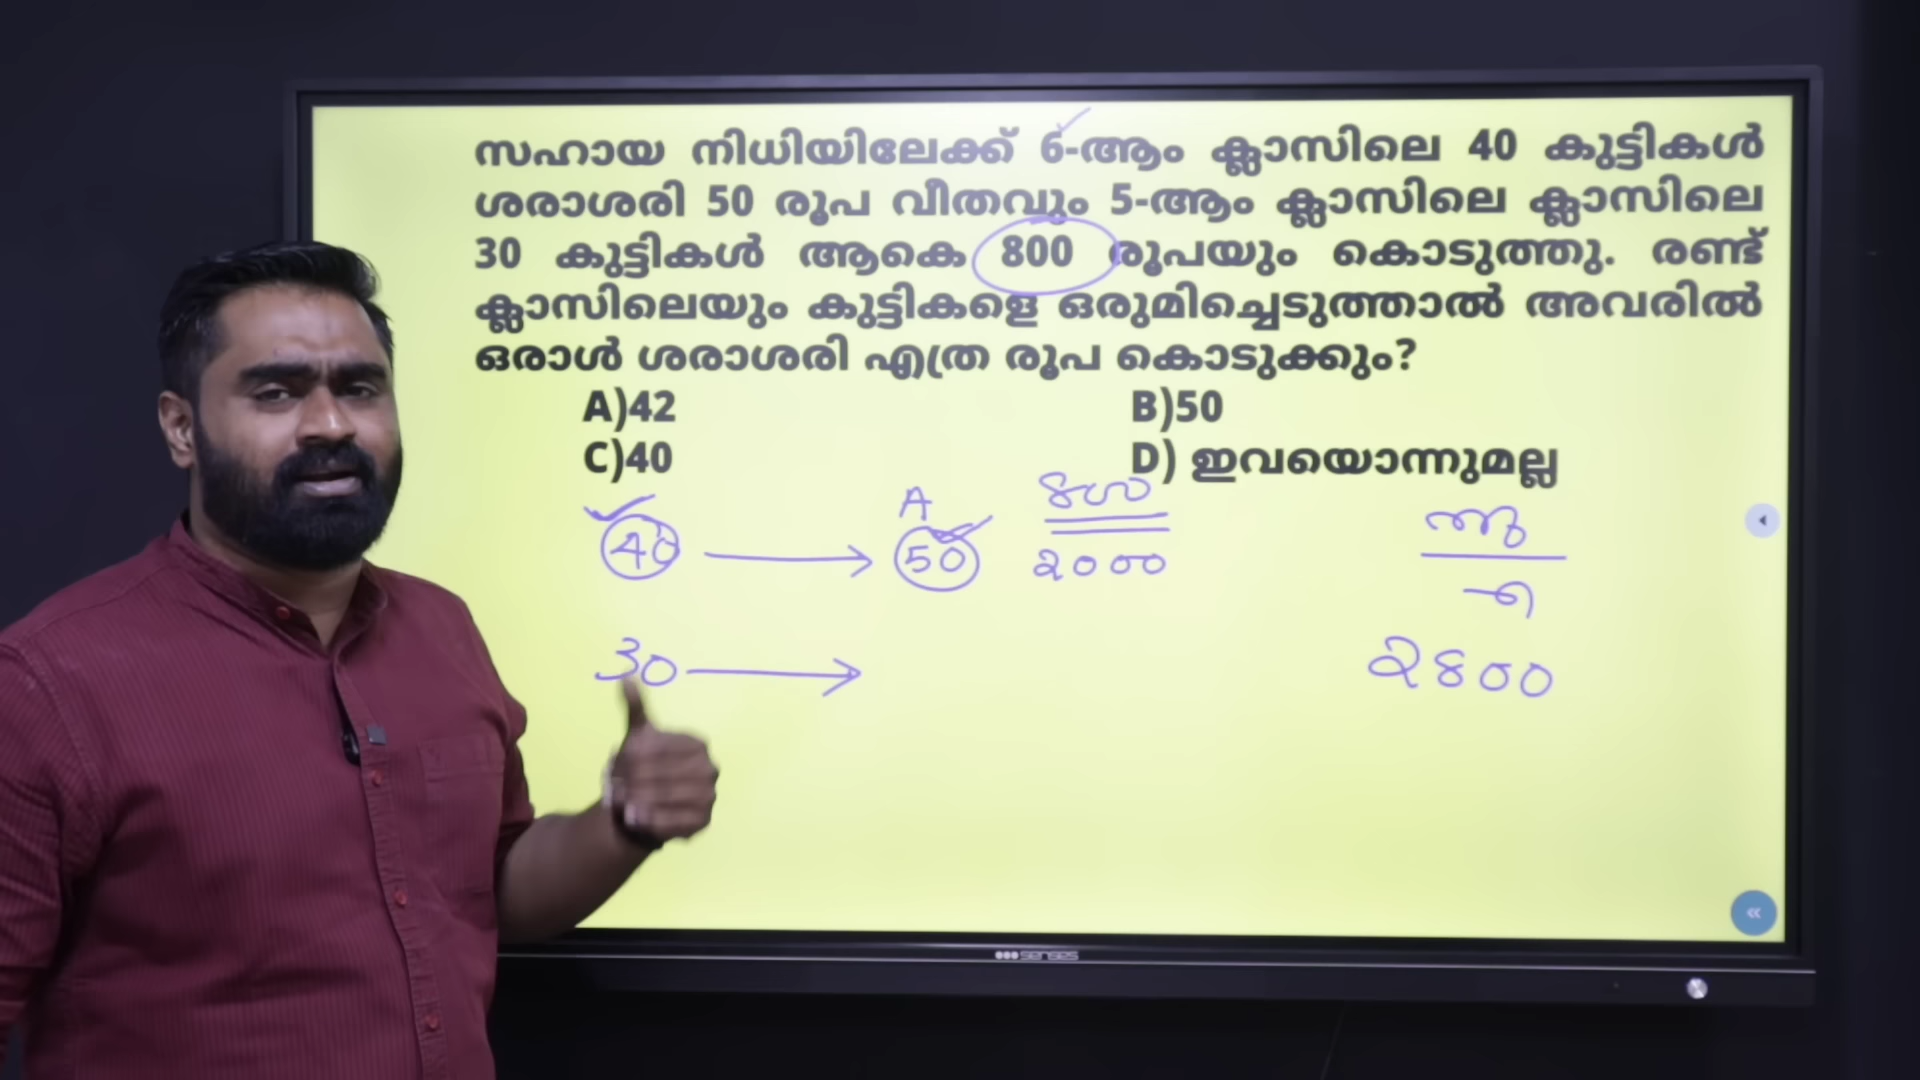 സഹായ നിധിയിലേക്ക് 6-ആം ക്ലാസിലെ 40 കുട്ടികൾ
ശരാശരി 50 രൂപ വീതവും 5-ആം ക്ലാസിലെ ക്ലാസിലെ
30 കുട്ടികൾ ആകെ 800 രൂപയും കൊടുത്തു. രണ്ട്
ക്ലാസിലെയും കുട്ടികളെ ഒരുമിച്ചെടുത്താൽ അവരിൽ
ഒരാൾ ശരാശരി എത്ര രൂപ കൊടുക്കും?
A)42 B)50
C)40 D) ഇവയൊന്നുമല്ല
A
40 50 2000
30 2800
senses